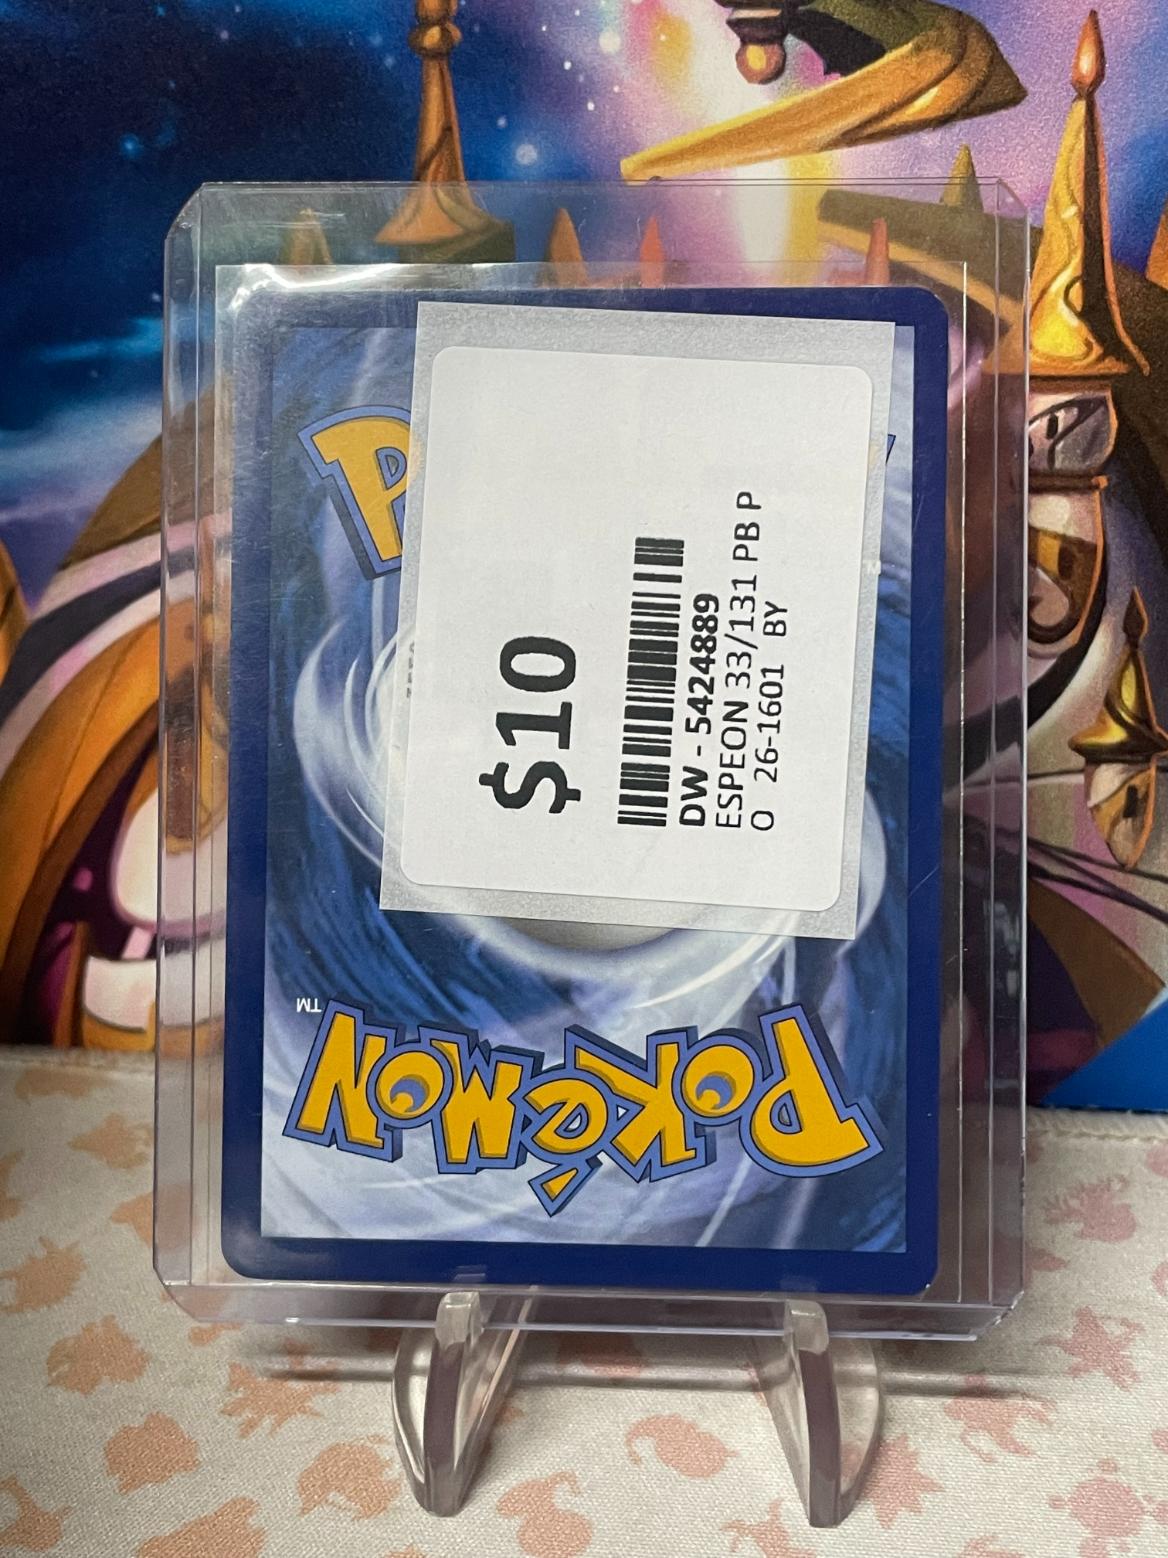 $10
DW - 5424889
ESPEON 33/131 PB P
O 26-1601 BY
POKéMON
TM